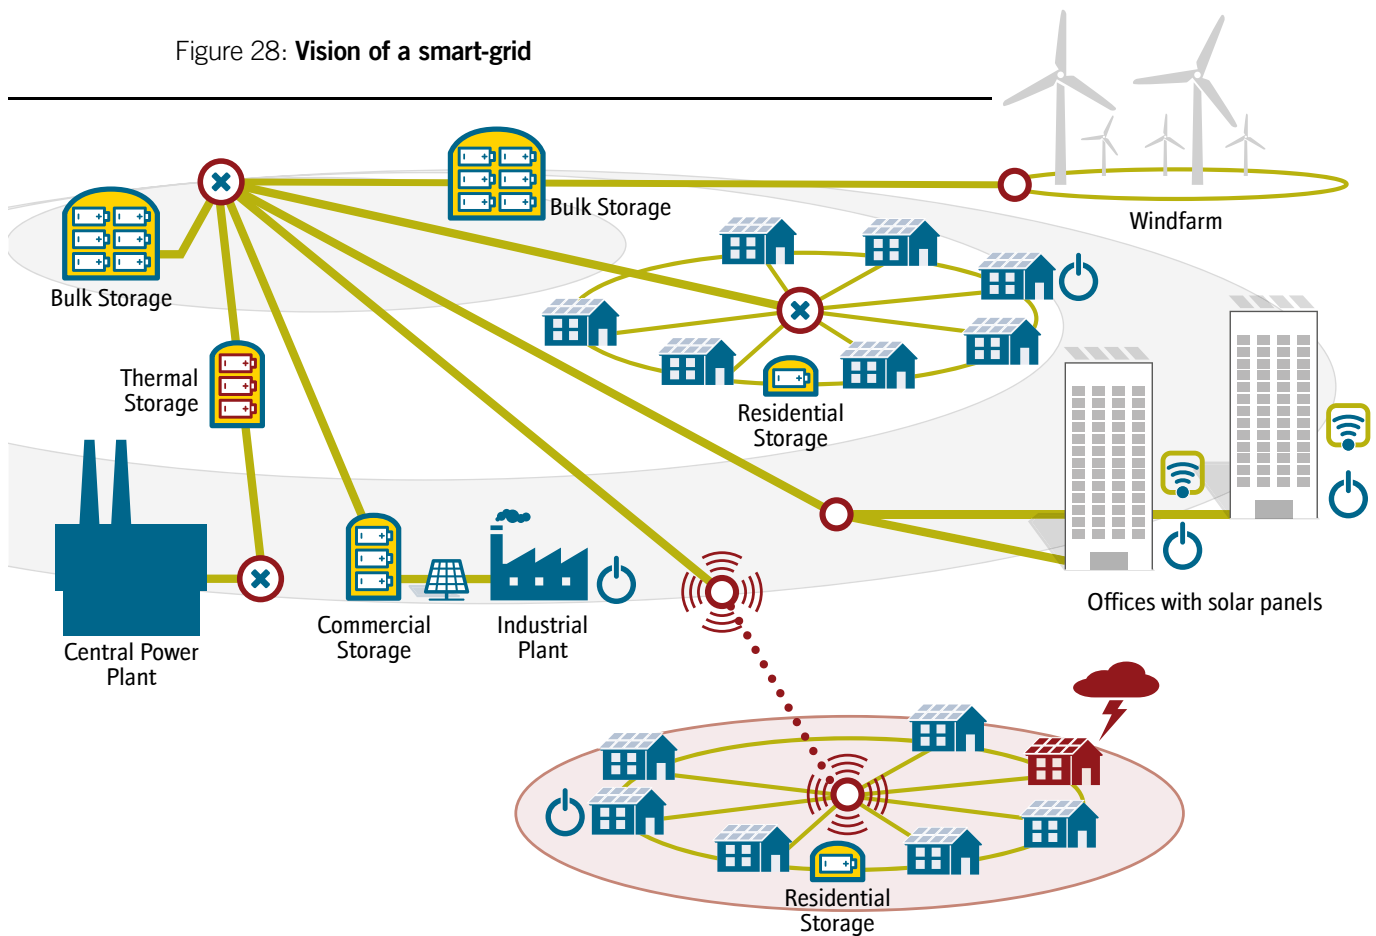 Figure 28: Vision of a smart-grid
Bulk Storage
Windfarm
Bulk Storage
Thermal
Storage
Residential
Storage
Offices with solar panels
Commercial
Storage
Industrial
Plant
Central Power
Plant
Residential
Storage